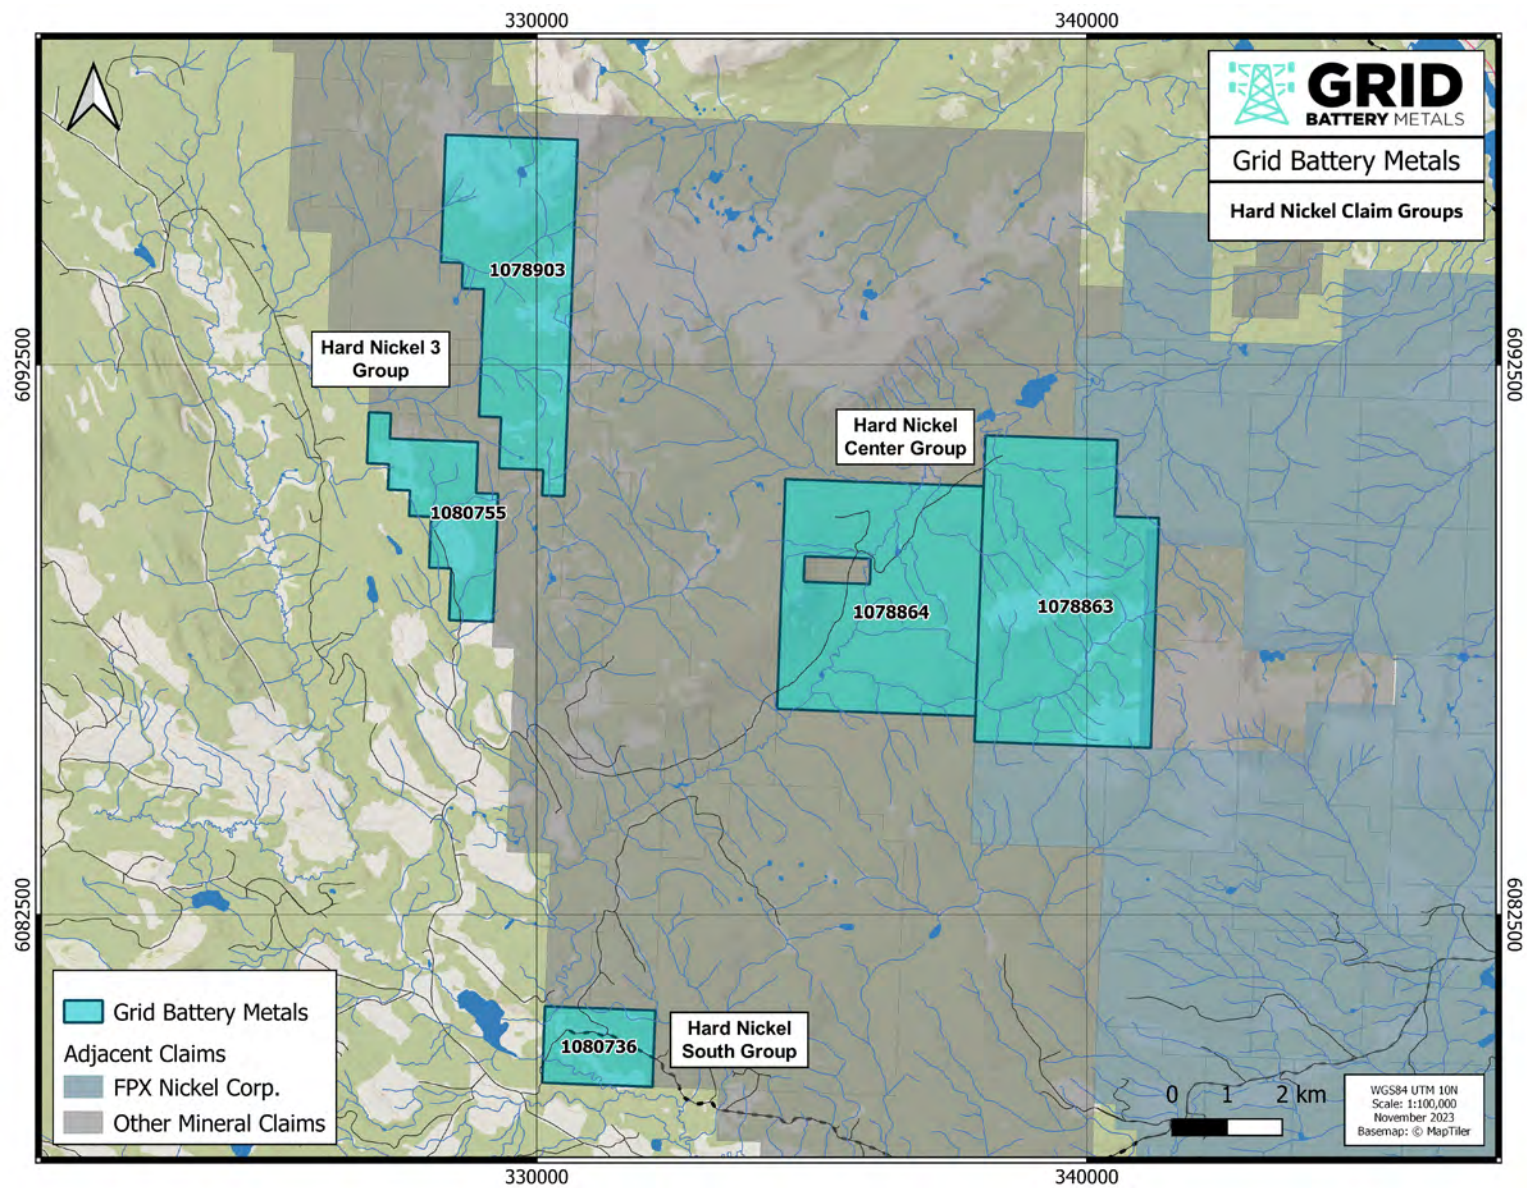 330000
340000
GRID
BATTERY METALS
Grid Battery Metals
Hard Nickel Claim Groups
1078903
6092500
6092500
Hard Nickel 3
Group
Hard Nickel
Center Group
1080755
1078864
1078863
6082500
6082500
Grid Battery Metals
Adjacent Claims
FPX Nickel Corp.
Other Mineral Claims
Hard Nickel
South Group
1080736
0 1 2 km
WGS84 UTM 10N
Scale: 1:100,000
November 2023
Basemap: © MapTiler
330000
340000